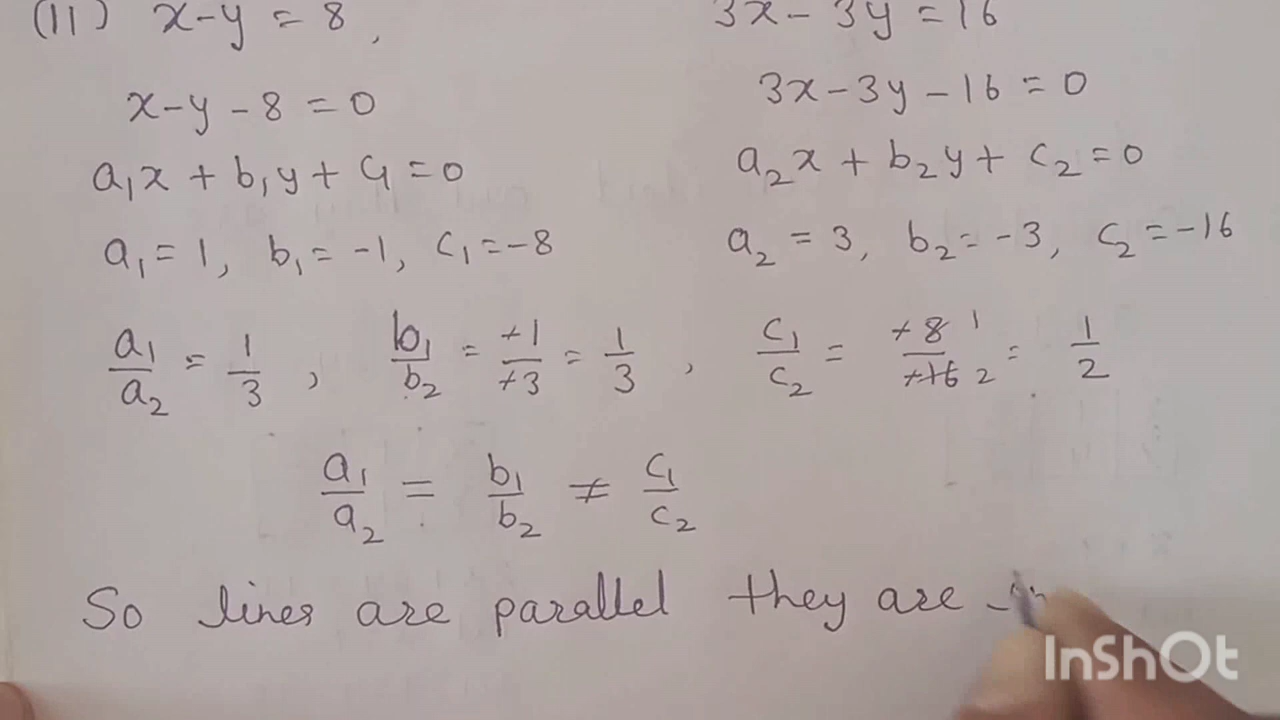 (II) x-y = 8, 3x - 3y = 16
x-y-8 = 0 3x-3y-16 = 0
a₁x + b₁y + c₁ = 0 a₂x + b₂y + c₂ = 0
a₁ = 1, b₁ = -1, c₁ = -8 a₂ = 3, b₂ = -3, c₂ = -16
a₁/a₂ = 1/3, b₁/b₂ = +1/+3 = 1/3, c₁/c₂ = +8 1/+16 2 = 1/2
a₁/a₂ = b₁/b₂ ≠ c₁/c₂
So lines are parallel they are
InShOt